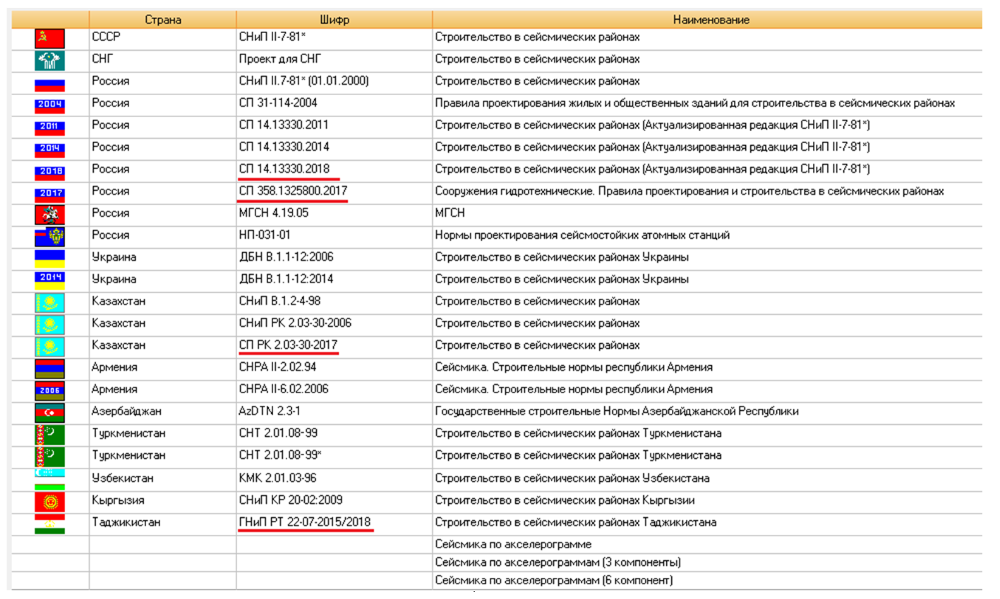 Страна Шифр Наименование
СССР СНиП II-7-81* Строительство в сейсмических районах
СНГ Проект для СНГ Строительство в сейсмических районах
Россия СНиП II.7-81* (01.01.2000) Строительство в сейсмических районах
2004 Россия СП 31-114-2004 Правила проектирования жилых и общественных зданий для строительства в сейсмических районах
2011 Россия СП 14.13330.2011 Строительство в сейсмических районах (Актуализированная редакция СНиП II-7-81*)
2014 Россия СП 14.13330.2014 Строительство в сейсмических районах (Актуализированная редакция СНиП II-7-81*)
2018 Россия СП 14.13330.2018 Строительство в сейсмических районах (Актуализированная редакция СНиП II-7-81*)
2017 Россия СП 358.1325800.2017 Сооружения гидротехнические. Правила проектирования и строительства в сейсмических районах
Россия МГСН 4.19.05 МГСН
Россия НП-031-01 Нормы проектирования сейсмостойких атомных станций
Украина ДБН В.1.1-12:2006 Строительство в сейсмических районах Украины
2014 Украина ДБН В.1.1-12:2014 Строительство в сейсмических районах Украины
Казахстан СНиП В.1.2-4-98 Строительство в сейсмических районах
Казахстан СНиП РК 2.03-30-2006 Строительство в сейсмических районах
Казахстан СП РК 2.03-30-2017 Строительство в сейсмических районах
Армения СНРА II-2.02.94 Сейсмика. Строительные нормы республики Армения
2006 Армения СНРА II-6.02.2006 Сейсмика. Строительные нормы республики Армения
Азербайджан AzDTN 2.3-1 Государственные строительные Нормы Азербайджанской Республики
Туркменистан СНТ 2.01.08-99 Строительство в сейсмических районах Туркменистана
Туркменистан СНТ 2.01.08-99* Строительство в сейсмических районах Туркменистана
Узбекистан КМК 2.01.03-96 Строительство в сейсмических районах Узбекистана
Кыргызия СНиП КР 20-02:2009 Строительство в сейсмических районах Кыргызии
Таджикистан ГНиП РТ 22-07-2015/2018 Строительство в сейсмических районах Таджикистана
Сейсмика по акселерограмме
Сейсмика по акселерограммам (3 компоненты)
Сейсмика по акселерограммам (6 компонент)